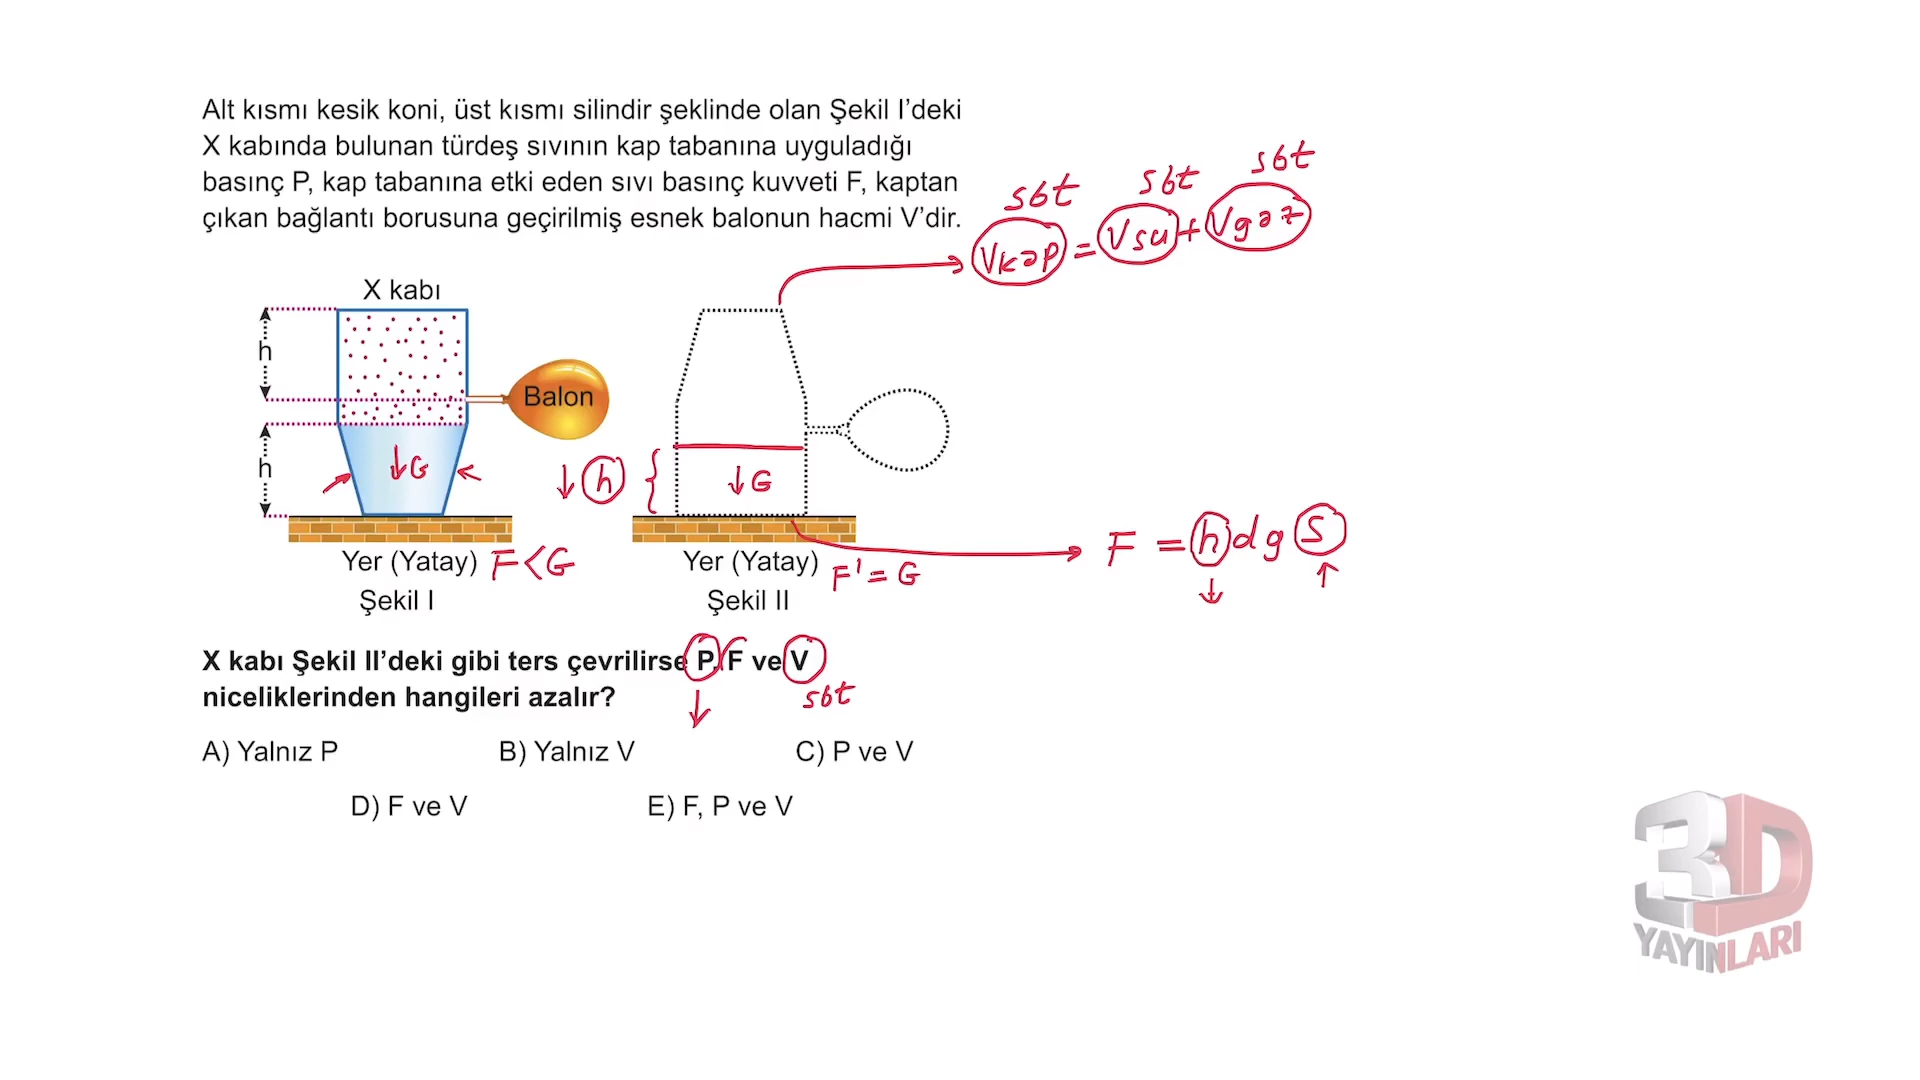 Alt kısmı kesik koni, üst kısmı silindir şeklinde olan Şekil I’deki
X kabında bulunan türdeş sıvının kap tabanına uyguladığı
basınç P, kap tabanına etki eden sıvı basınç kuvveti F, kaptan
çıkan bağlantı borusuna geçirilmiş esnek balonun hacmi V’dir.
sbt sbt sbt
Vkap = Vsu + Vgaz
X kabı
h
Balon
h
G
h
G
F = h d g S
Yer (Yatay)
F < G
Yer (Yatay)
F' = G
Şekil I
Şekil II
X kabı Şekil II’deki gibi ters çevrilirse P, F ve V
niceliklerinden hangileri azalır?
sbt
A) Yalnız P B) Yalnız V C) P ve V
D) F ve V E) F, P ve V
3D
YAYINLARI